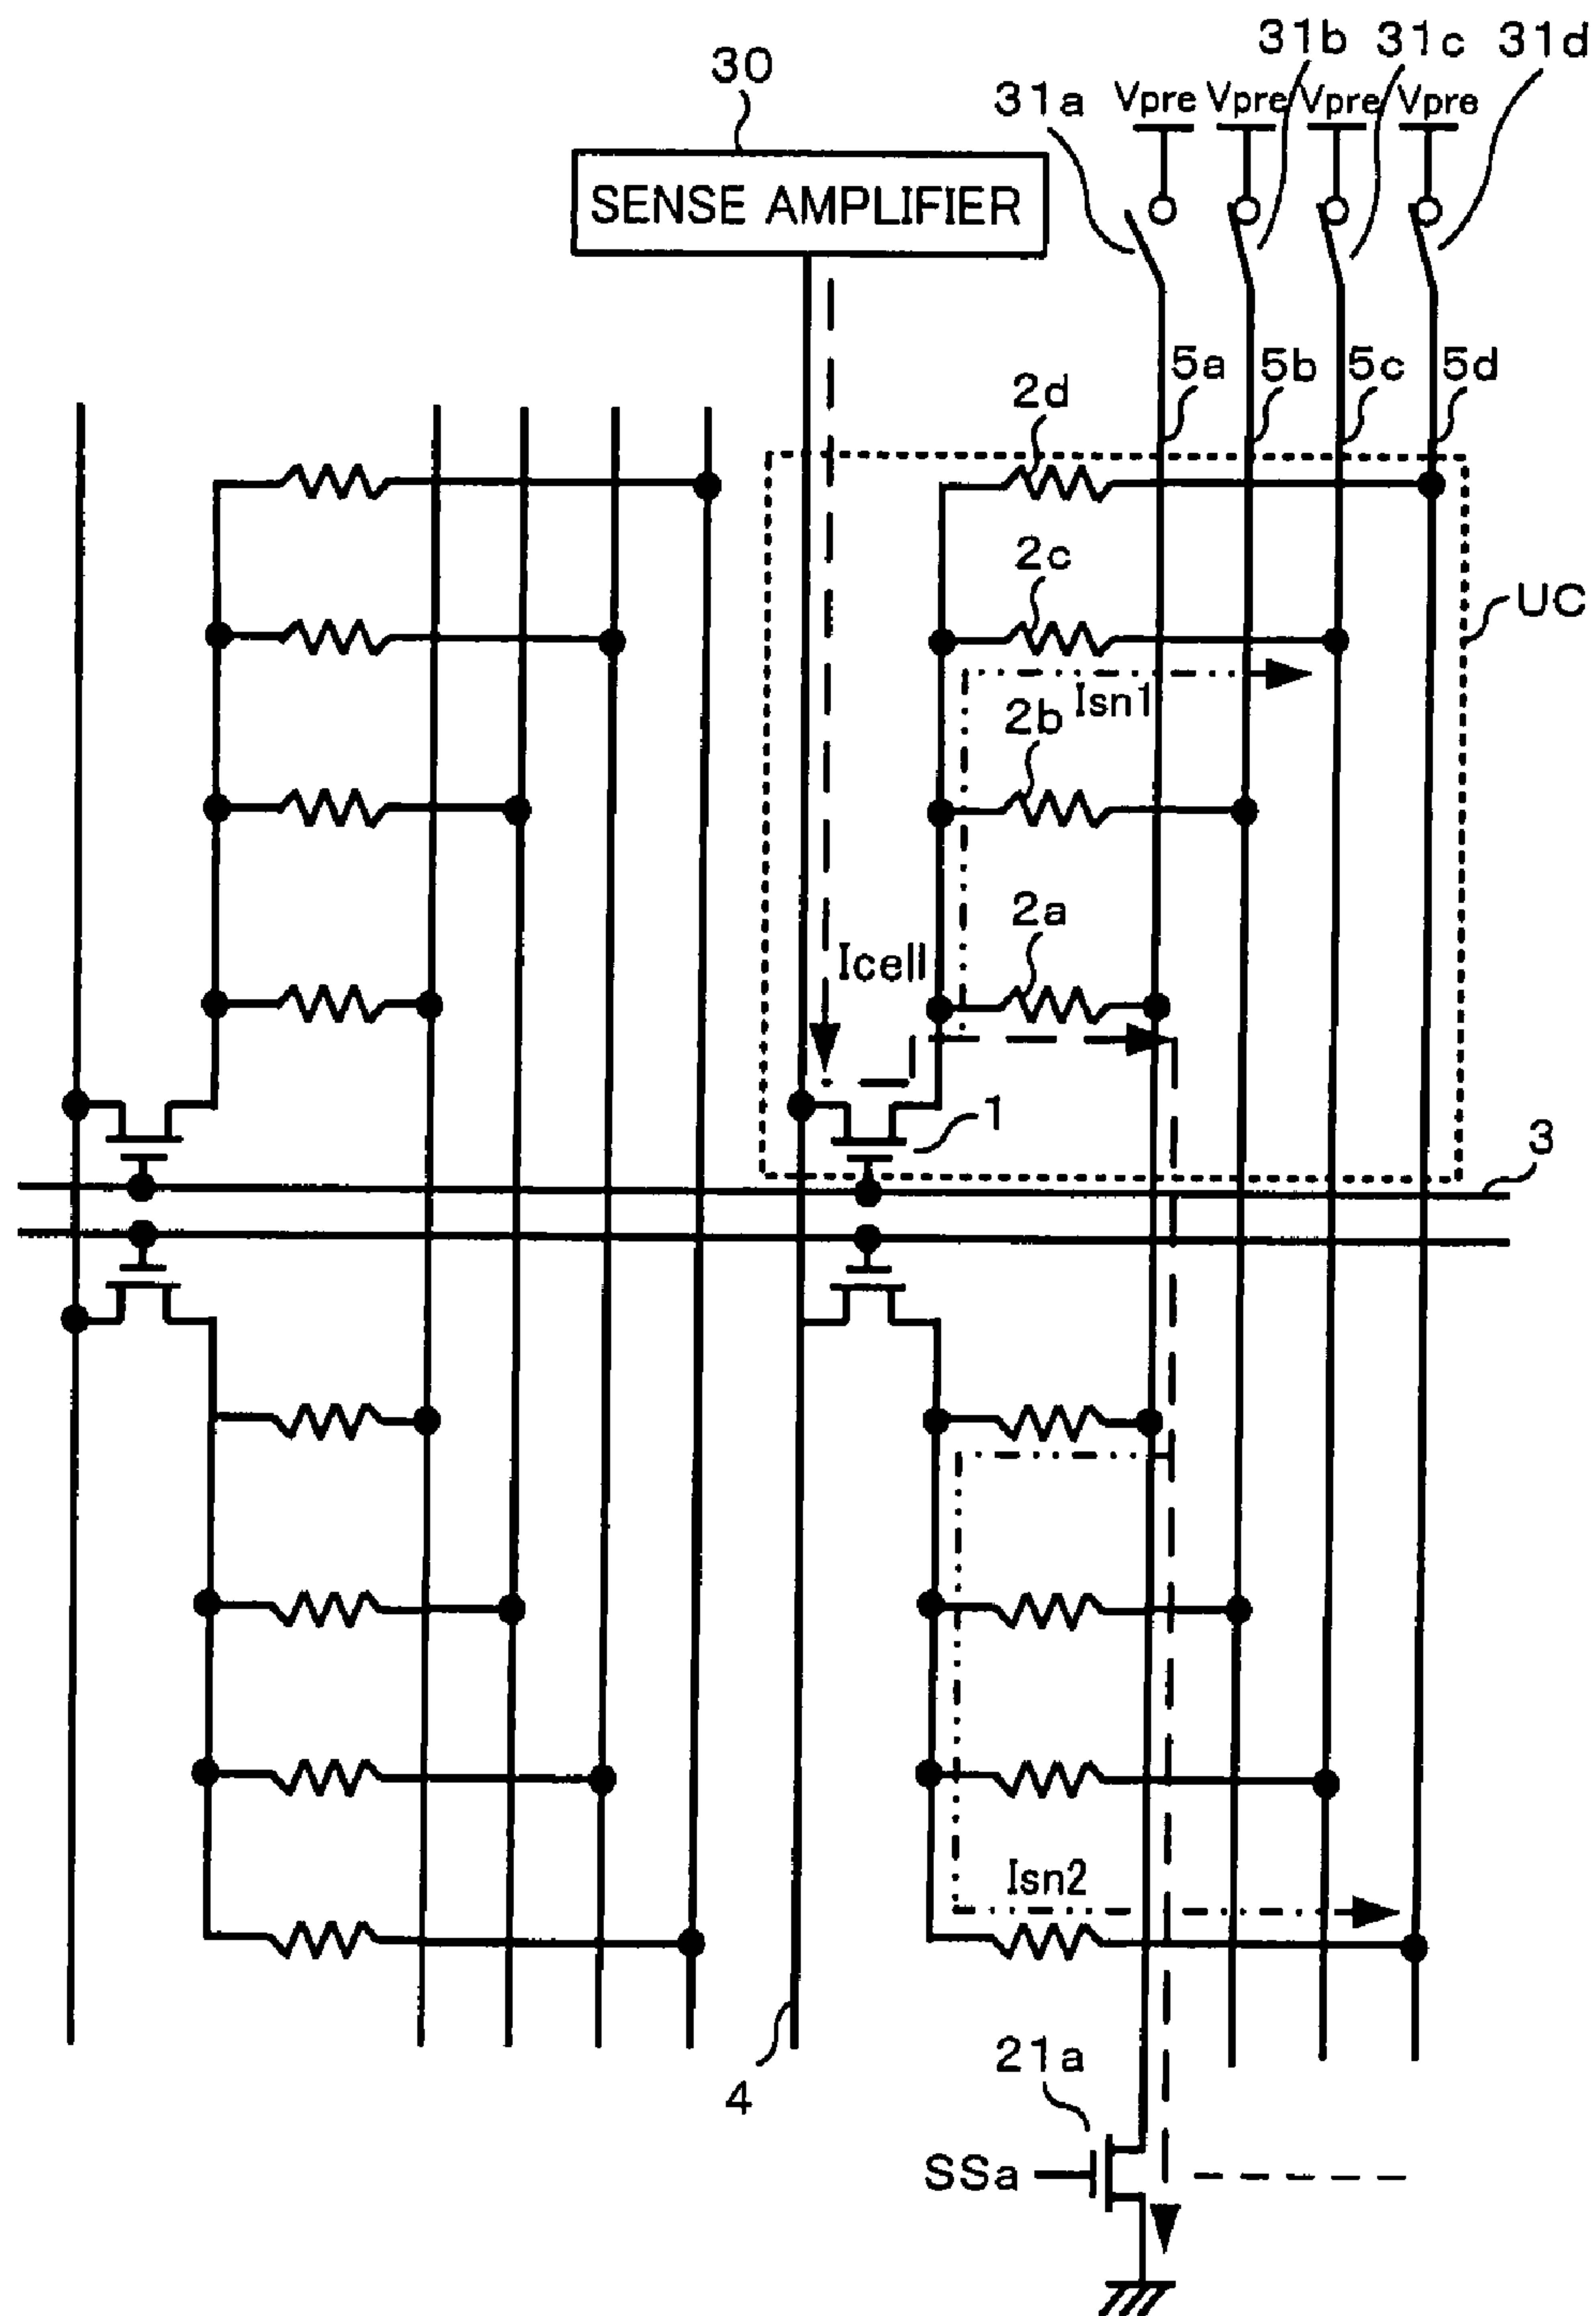 31b 31c 31d
30
31a Vpre Vpre Vpre Vpre
SENSE AMPLIFIER
5a 5b 5c 5d
2d
2c
UC
Isn1
2b
2a
Icell
1
3
Isn2
21a
4
SSa